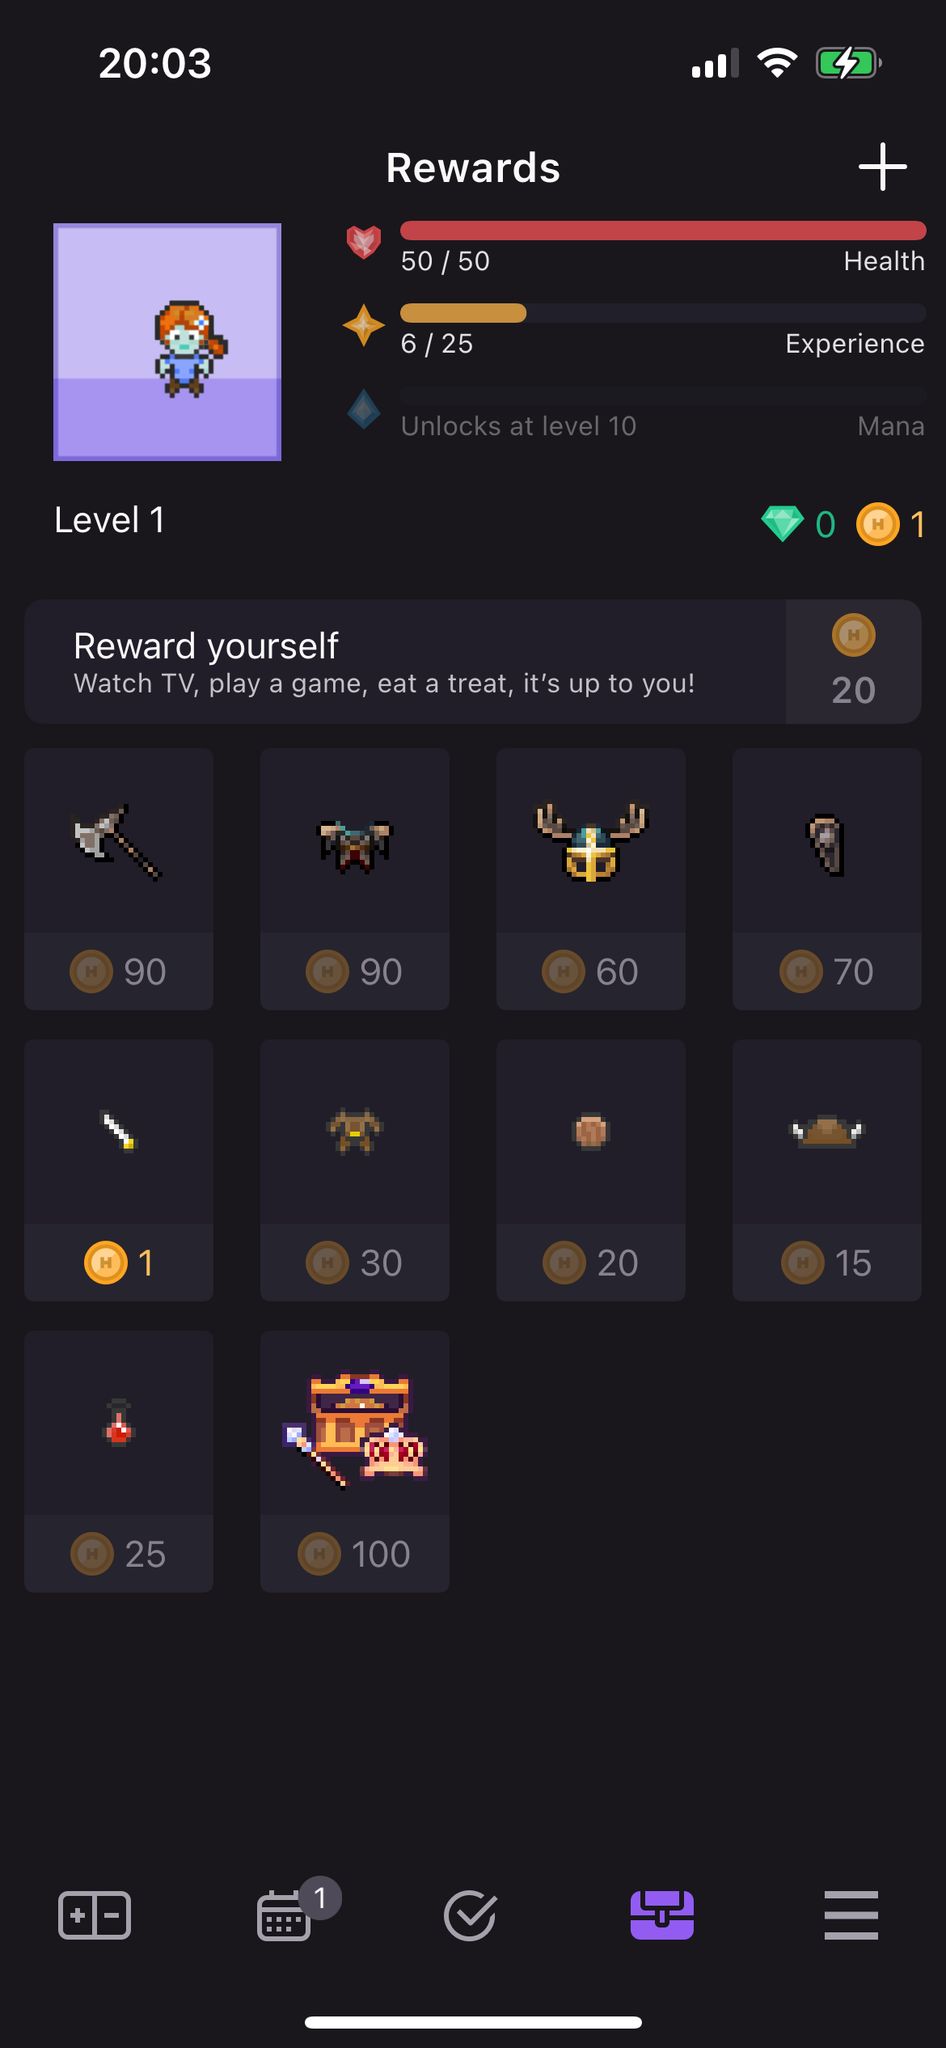 20:03
Rewards
50 / 50 Health
6 / 25 Experience
Unlocks at level 10 Mana
Level 1 0 H 1
Reward yourself
Watch TV, play a game, eat a treat, it’s up to you!
H
20
H 90 H 90 H 60 H 70
H 1 H 30 H 20 H 15
H 25 H 100
1